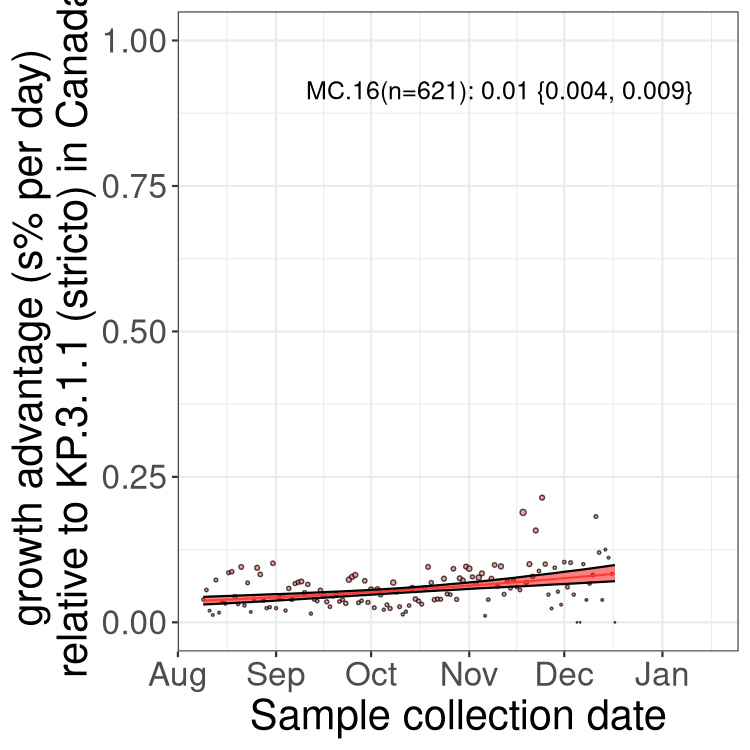 growth advantage (s% per day)
relative to KP.3.1.1 (stricto) in Canada
1.00
0.75
0.50
0.25
0.00
MC.16(n=621): 0.01 {0.004, 0.009}
Aug Sep Oct Nov Dec Jan
Sample collection date